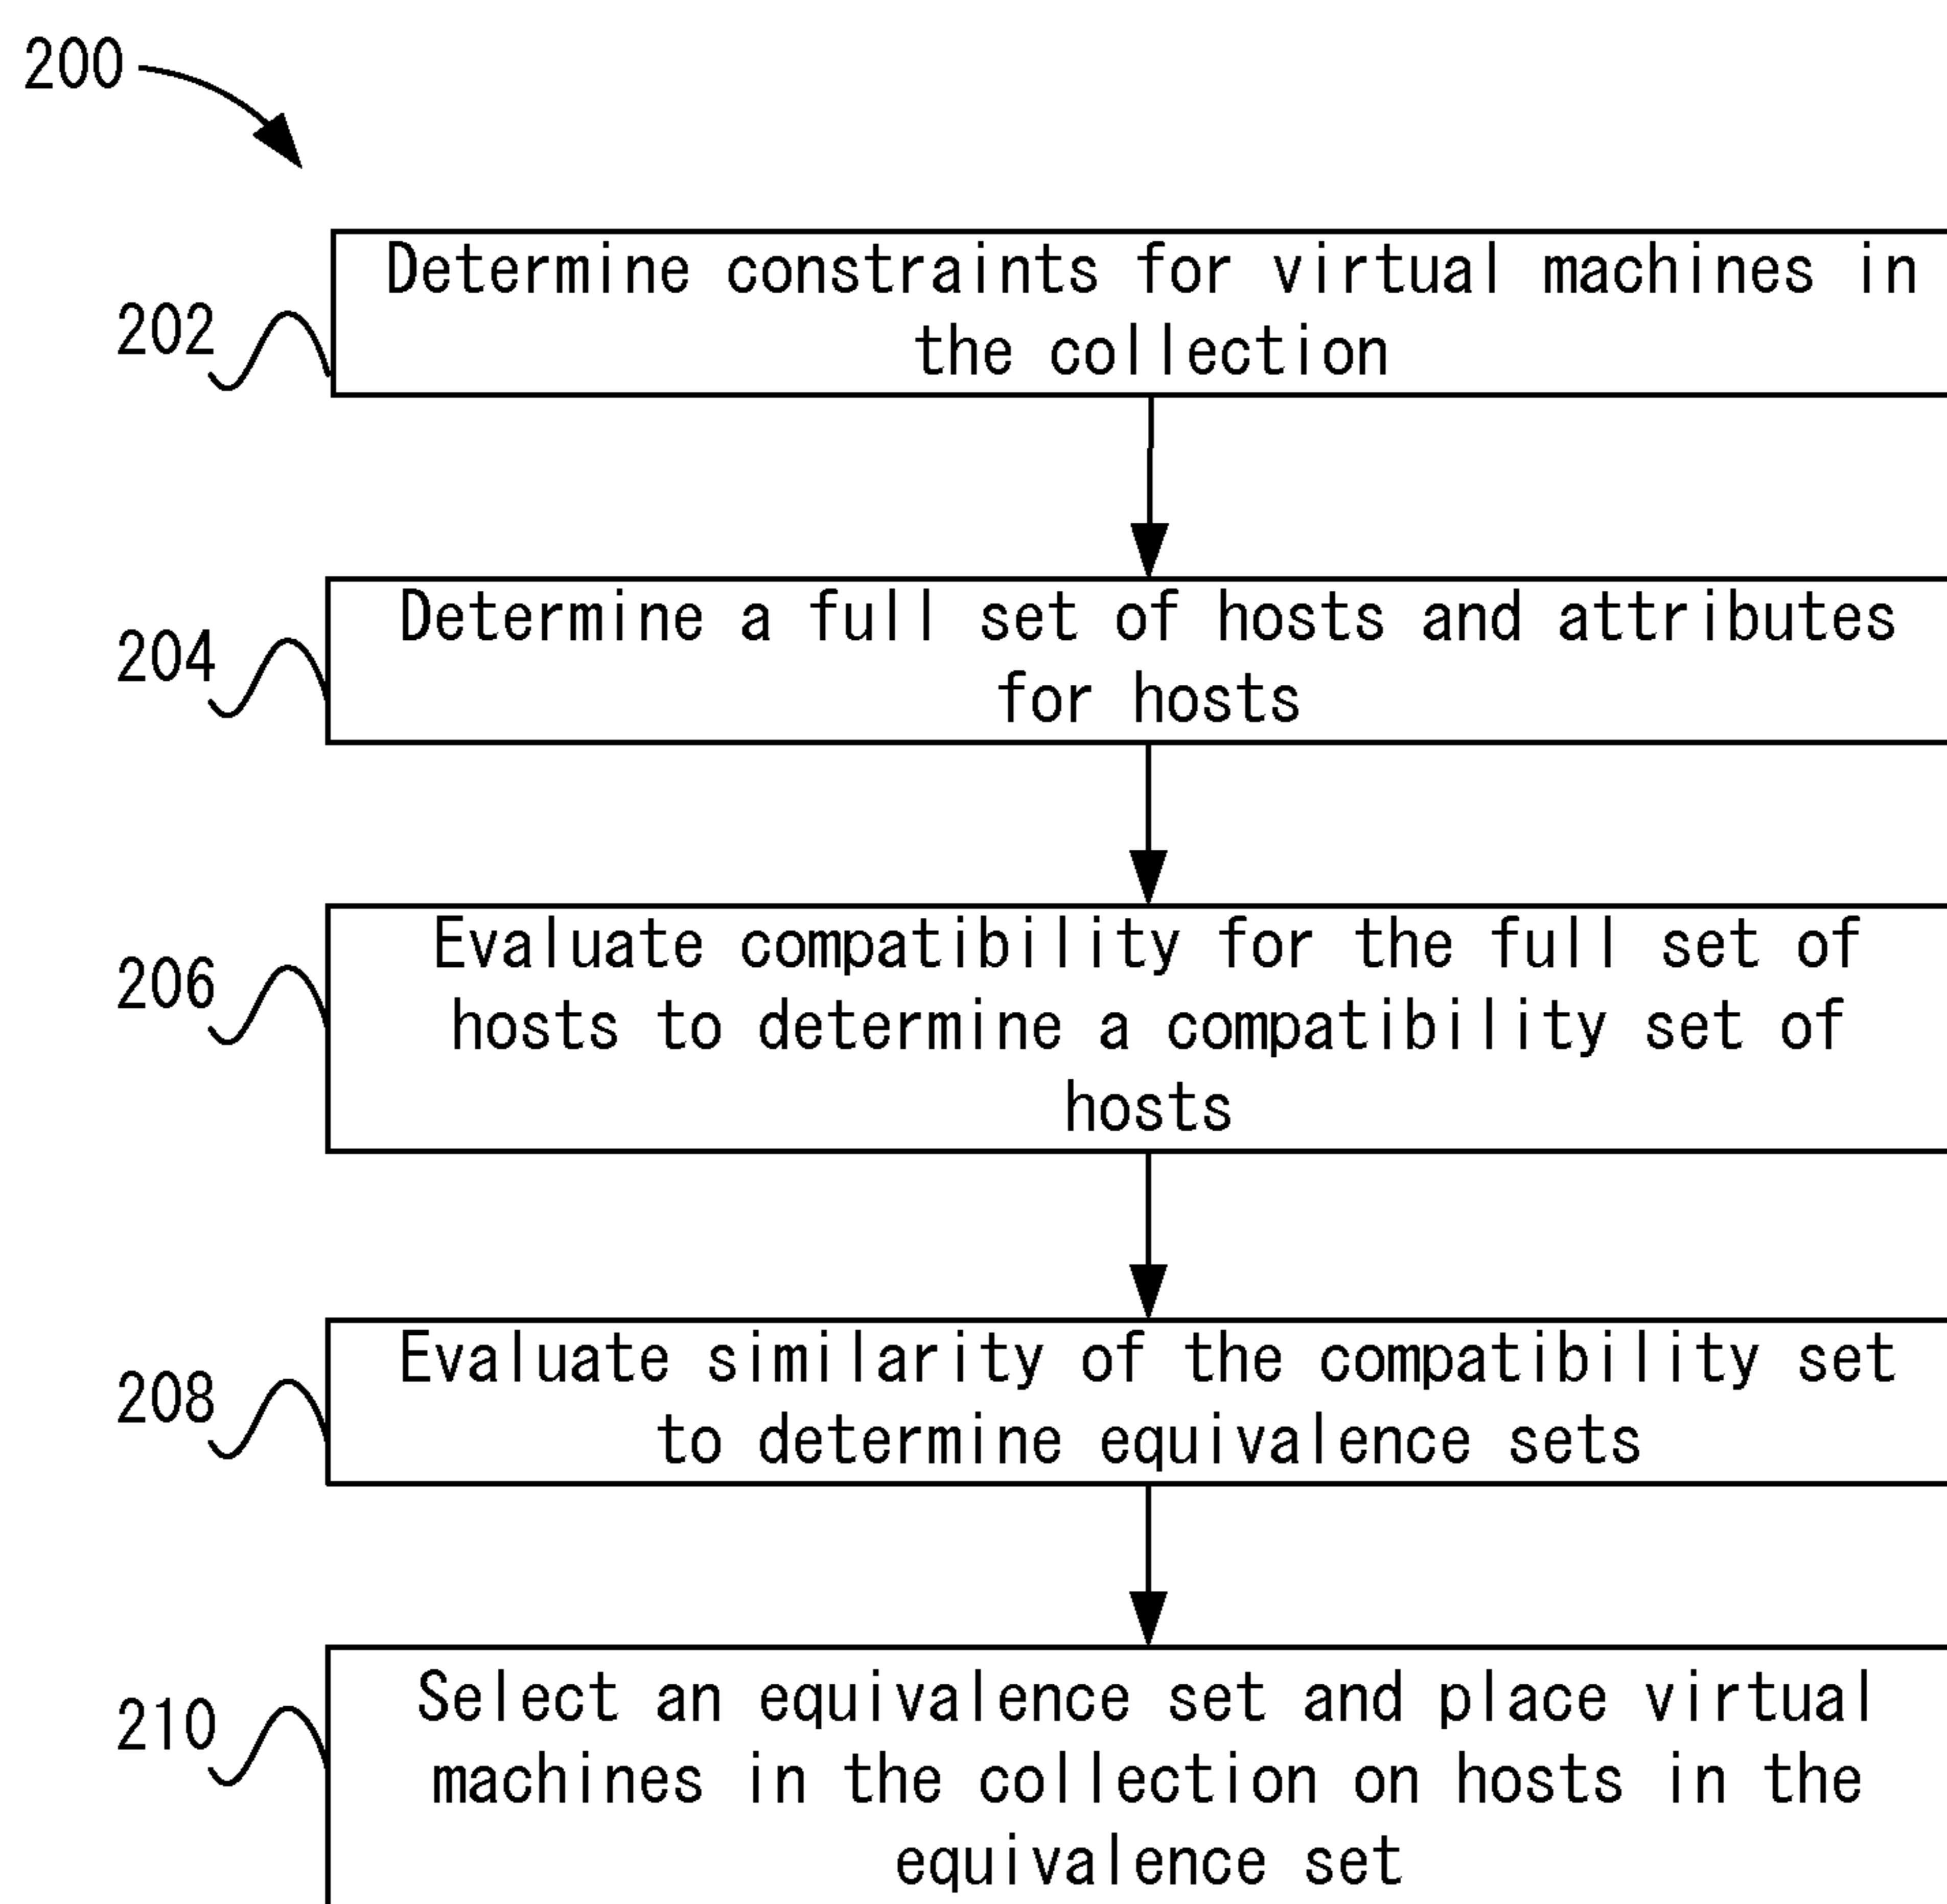 200
202
Determine constraints for virtual machines in
the collection
204
Determine a full set of hosts and attributes
for hosts
206
Evaluate compatibility for the full set of
hosts to determine a compatibility set of
hosts
208
Evaluate similarity of the compatibility set
to determine equivalence sets
210
Select an equivalence set and place virtual
machines in the collection on hosts in the
equivalence set